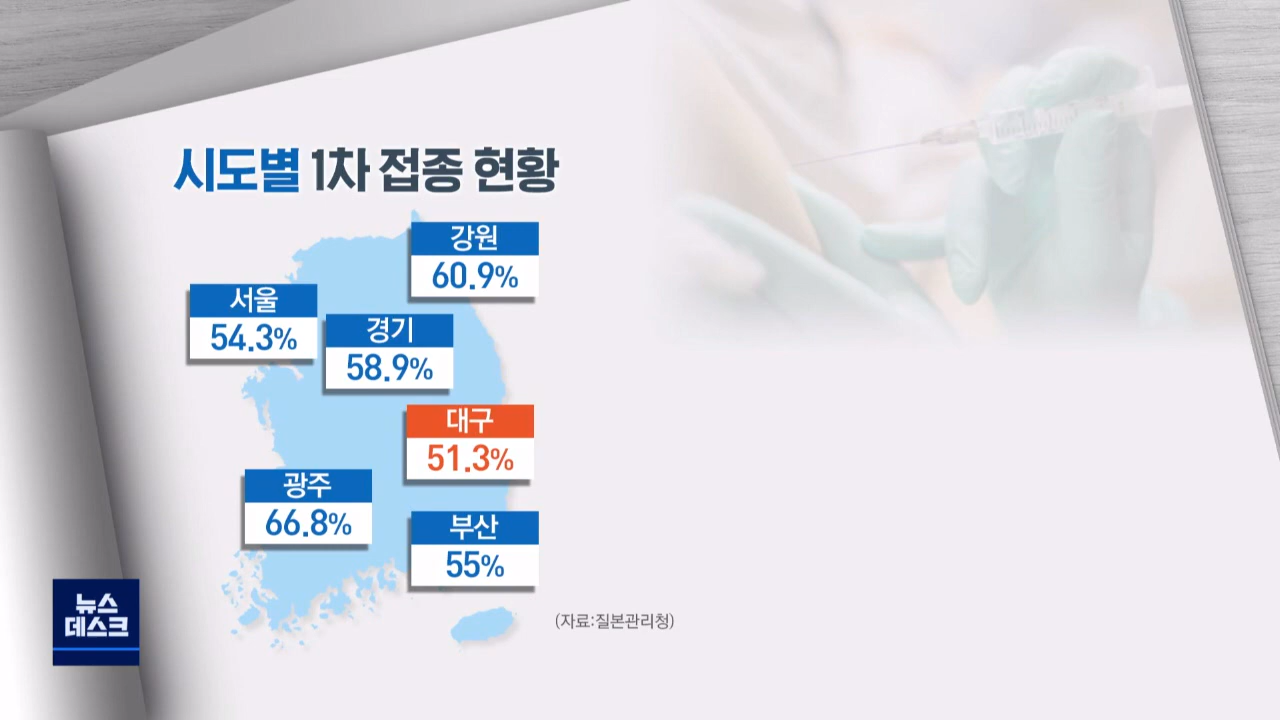 시도별 1차 접종 현황
강원
60.9%
서울
54.3%
경기
58.9%
대구
51.3%
광주
66.8%
부산
55%
(자료:질본관리청)
뉴스
데스크